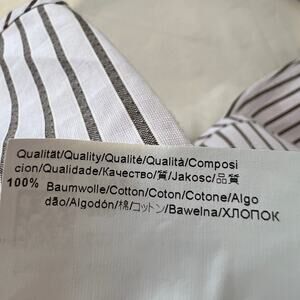 Qualität/Quality/Qualité/Qualità/Composi
cion/Qualidade/Качество/質/Jakosc/品質
100% Baumwolle/Cotton/Coton/Cotone/Algo
dão/Algodón/棉/コットン/Bawelna/ХЛОПОК